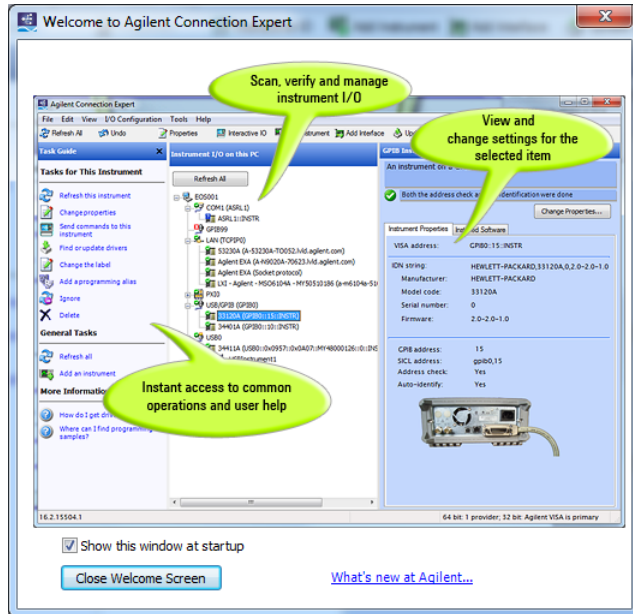 Welcome to Agilent Connection Expert
Scan, verify and manage
instrument I/O
View and
change settings for the
selected item
Instant access to common
operations and user help
Agilent Connection Expert
File Edit View I/O Configuration Tools Help
Refresh All Undo Properties Interactive IO Instrument Add Interface
Task Guide
Instrument I/O on this PC
Tasks for This Instrument
Refresh this instrument
Change properties
Send commands to this
instrument
Find or update drivers
Change the label
Add a programming alias
Ignore
Delete
General Tasks
Refresh all
Add an instrument
More Information
How do I get
Where can I find programming
samples?
Refresh All
EOS001
COM1 (ASRL1)
ASRL1::INSTR
GPIB99
LAN (TCPIP0)
53230A (A-53230A-TO052.lvld.agilent.com)
Agilent EXA (A-N9020A-70623.lvld.agilent.com)
Agilent EXA (Socket protocol)
LXI - Agilent - MSO6104A - MY50510186 (a-m6104a-
PXI0
USB/GPIB (GPIB0)
33120A (GPIB0::15::INSTR)
34401A (GPIB0::10::INSTR)
USB0
34411A (USB0::0x0957::0x0A07::MY48000126::0::INS
USBInstrument1
An instrument on
Both the address check and identification were done
Change Properties...
Instrument Properties Software
VISA address: GPIB0::15::INSTR
IDN string: HEWLETT-PACKARD,33120A,0,2.0-2.0-1.0
Manufacturer: HEWLETT-PACKARD
Model code: 33120A
Serial number: 0
Firmware: 2.0-2.0-1.0
GPIB address: 15
SICL address: gpib0,15
Address check: Yes
Auto-identify: Yes
16.2.15504.1
64 bit: 1 provider; 32 bit: Agilent VISA is primary
Show this window at startup
Close Welcome Screen
What's new at Agilent...